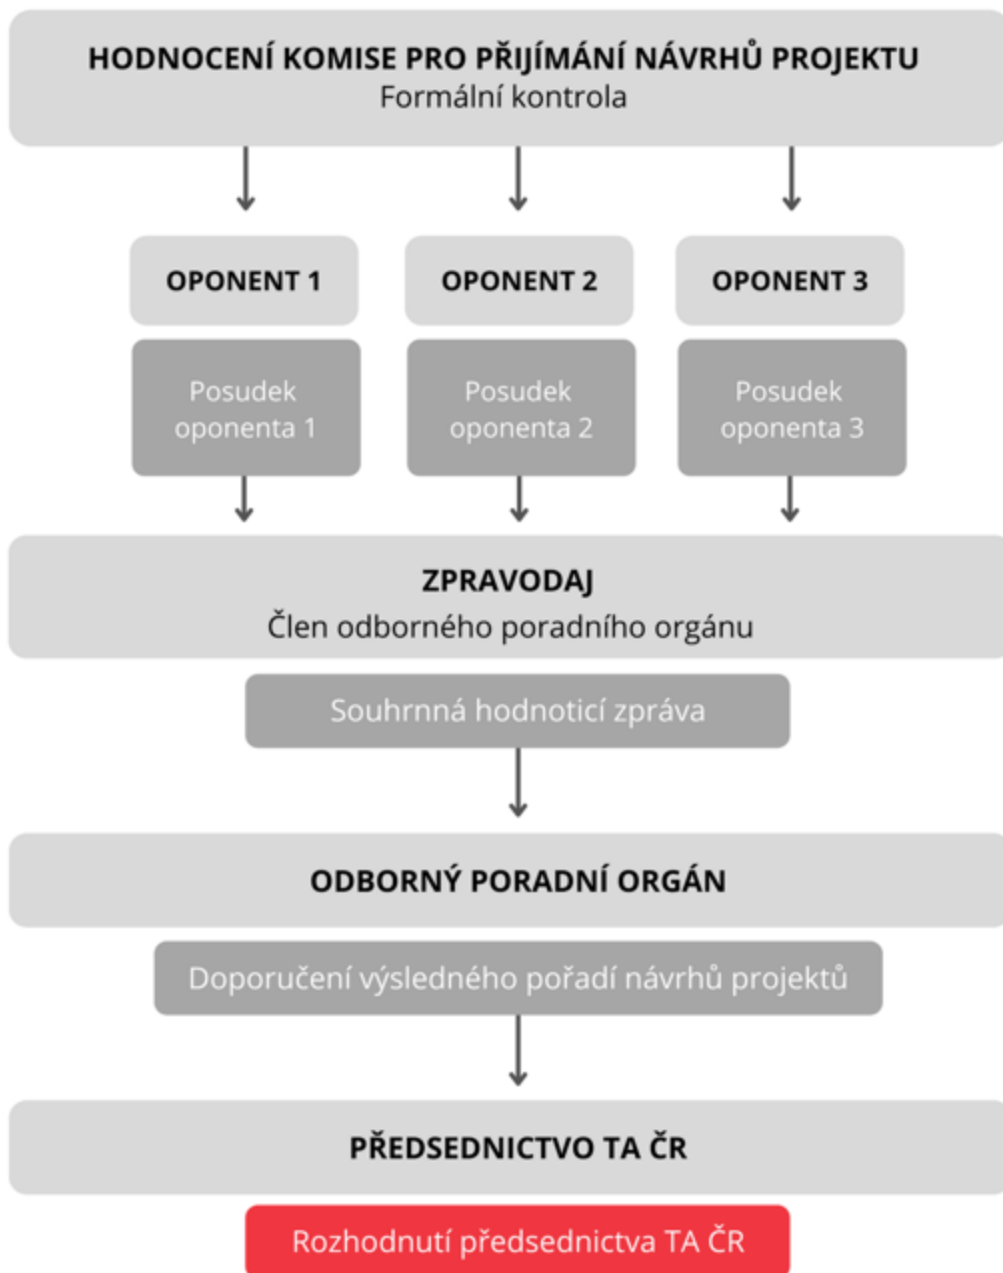 HODNOCENÍ KOMISE PRO PŘIJÍMÁNÍ NÁVRHŮ PROJEKTU
Formální kontrola
OPONENT 1
OPONENT 2
OPONENT 3
Posudek
oponenta 1
Posudek
oponenta 2
Posudek
oponenta 3
ZPRAVODAJ
Člen odborného poradního orgánu
Souhrnná hodnoticí zpráva
ODBORNÝ PORADNÍ ORGÁN
Doporučení výsledného pořadí návrhů projektů
PŘEDSEDNICTVO TA ČR
Rozhodnutí předsednictva TA ČR